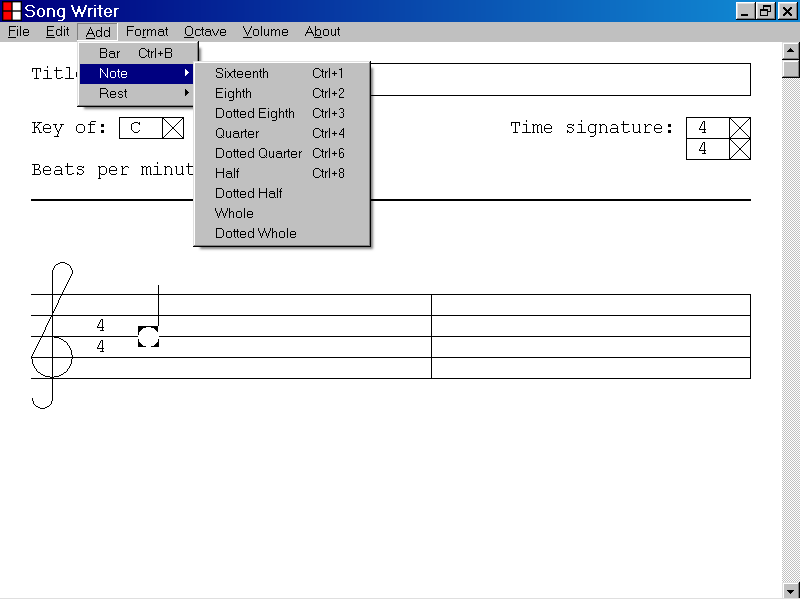 Song Writer
File Edit Add Format Octave Volume About
Bar Ctrl+B
Note
Rest
Sixteenth Ctrl+1
Eighth Ctrl+2
Dotted Eighth Ctrl+3
Quarter Ctrl+4
Dotted Quarter Ctrl+6
Half Ctrl+8
Dotted Half
Whole
Dotted Whole
Key of: C
Time signature: 4
4
Beats per
4
4